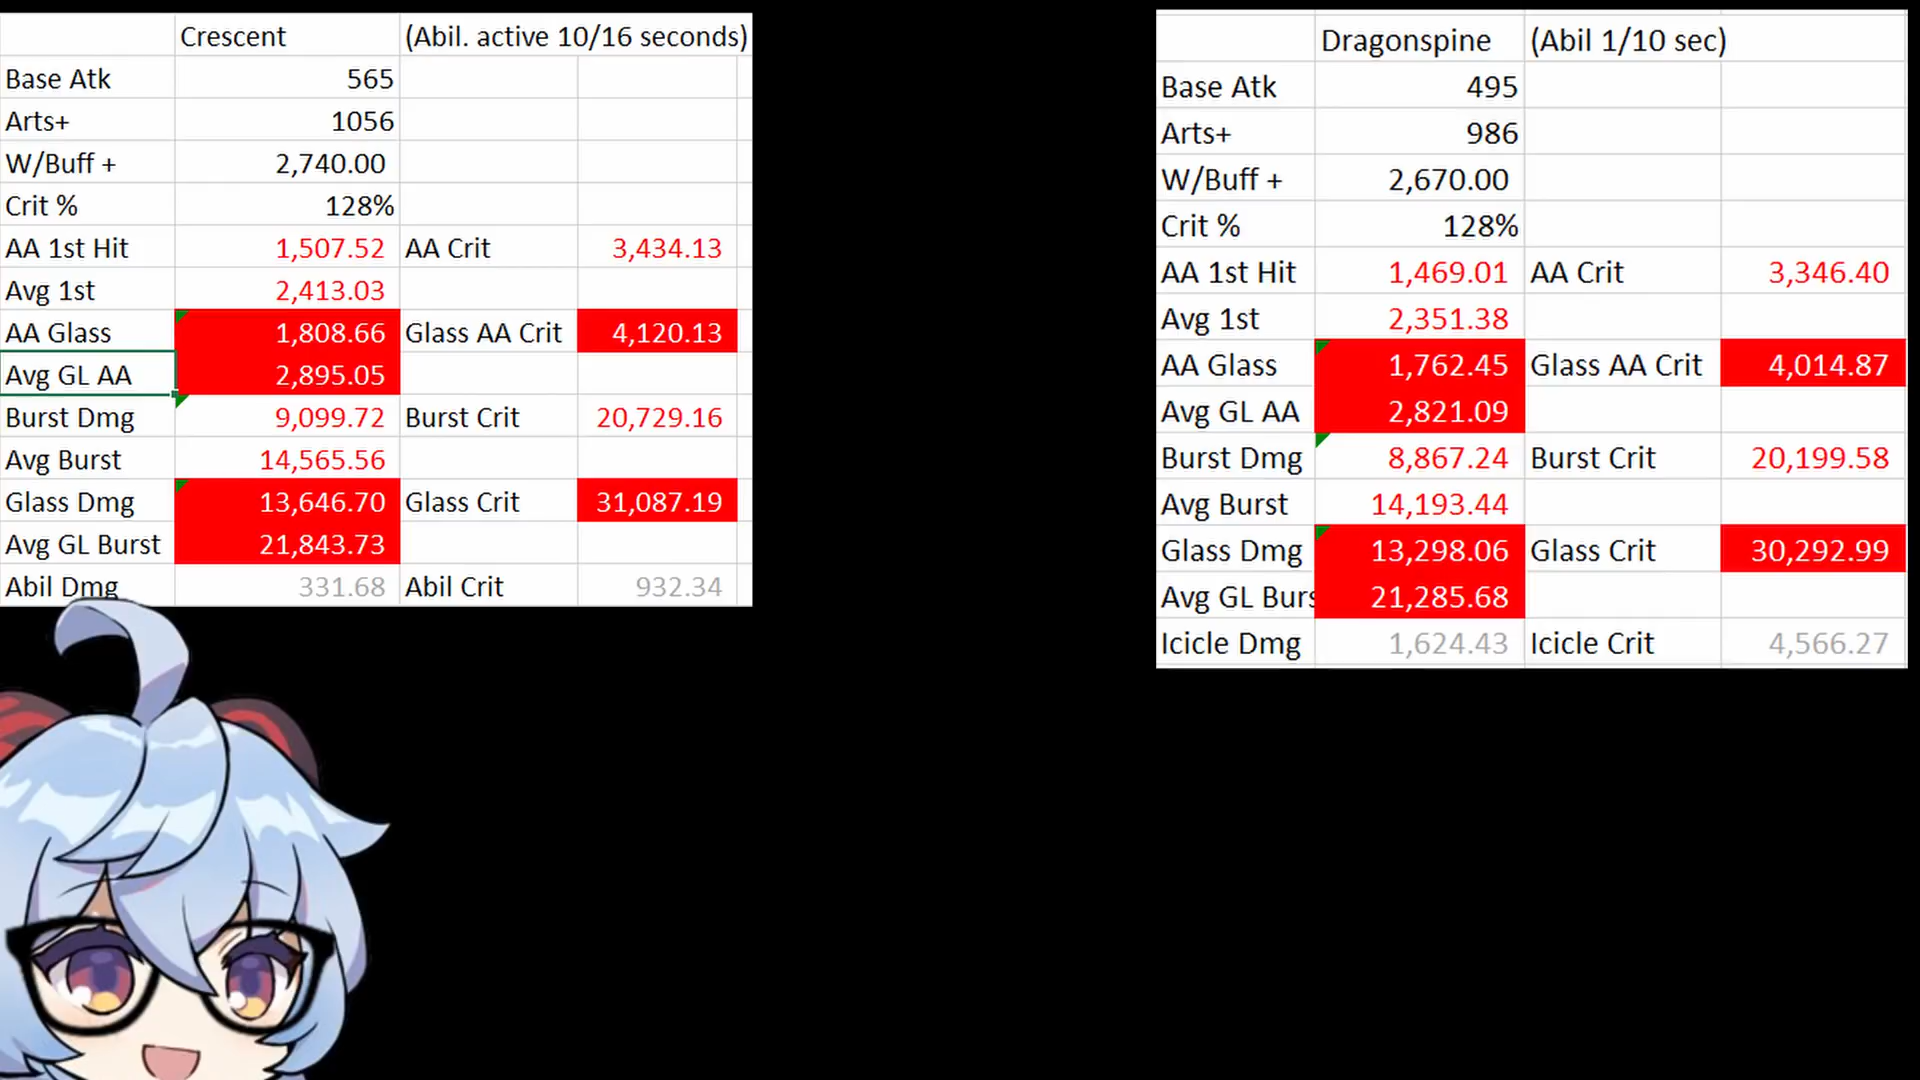 Crescent (Abil. active 10/16 seconds)
Base Atk 565
Arts+ 1056
W/Buff + 2,740.00
Crit % 128%
AA 1st Hit 1,507.52 AA Crit 3,434.13
Avg 1st 2,413.03
AA Glass 1,808.66 Glass AA Crit 4,120.13
Avg GL AA 2,895.05
Burst Dmg 9,099.72 Burst Crit 20,729.16
Avg Burst 14,565.56
Glass Dmg 13,646.70 Glass Crit 31,087.19
Avg GL Burst 21,843.73
Abil Dmg 331.68 Abil Crit 932.34
Dragonspine (Abil 1/10 sec)
Base Atk 495
Arts+ 986
W/Buff + 2,670.00
Crit % 128%
AA 1st Hit 1,469.01 AA Crit 3,346.40
Avg 1st 2,351.38
AA Glass 1,762.45 Glass AA Crit 4,014.87
Avg GL AA 2,821.09
Burst Dmg 8,867.24 Burst Crit 20,199.58
Avg Burst 14,193.44
Glass Dmg 13,298.06 Glass Crit 30,292.99
Avg GL Burs 21,285.68
Icicle Dmg 1,624.43 Icicle Crit 4,566.27